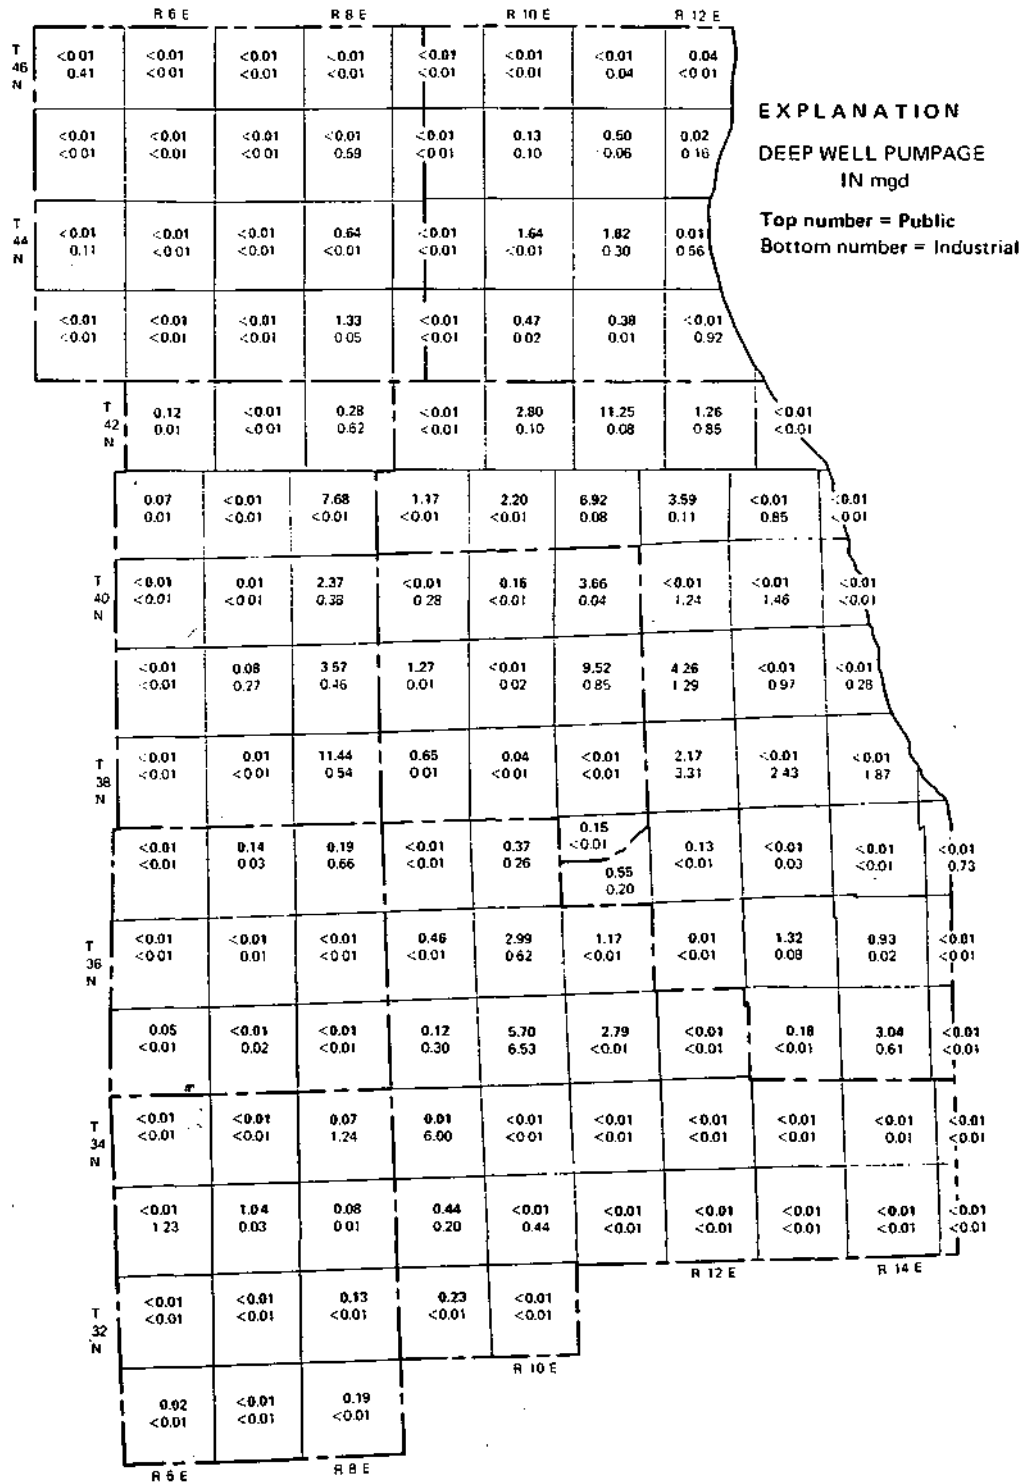 R 6 E R 8 E R 10 E R 12 E
T 46 N
<0.01 <0.01 <0.01 <0.01 <0.01 <0.01 <0.01 0.04
0.41 <0.01 <0.01 <0.01 <0.01 <0.01 0.04 <0.01
EXPLANATION
DEEP WELL PUMPAGE
IN mgd
Top number = Public
Bottom number = Industrial
<0.01 <0.01 <0.01 <0.01 <0.01 0.13 0.50 0.02
<0.01 <0.01 <0.01 0.59 <0.01 0.10 0.06 0.16
T 44 N
<0.01 <0.01 <0.01 0.64 <0.01 1.64 1.82 0.01
0.11 <0.01 <0.01 <0.01 <0.01 <0.01 0.30 0.56
<0.01 <0.01 <0.01 1.33 <0.01 0.47 0.38 <0.01
<0.01 <0.01 <0.01 0.05 <0.01 0.02 0.01 0.92
T 42 N
0.12 <0.01 0.28 <0.01 2.80 11.25 1.26 <0.01
0.01 <0.01 0.62 <0.01 0.10 0.08 0.85 <0.01
0.07 <0.01 7.68 1.17 2.20 6.92 3.59 <0.01 <0.01
0.01 <0.01 <0.01 <0.01 <0.01 0.08 0.11 0.85 <0.01
T 40 N
<0.01 0.01 2.37 <0.01 0.16 3.66 <0.01 <0.01 <0.01
<0.01 <0.01 0.38 0.28 <0.01 0.04 1.24 1.46 <0.01
<0.01 0.08 3.57 1.27 <0.01 9.52 4.26 <0.01 <0.01
<0.01 0.27 0.46 0.01 0.02 0.85 1.29 0.97 0.28
T 38 N
<0.01 0.01 11.44 0.65 0.04 <0.01 2.17 <0.01 <0.01
<0.01 <0.01 0.54 0.01 <0.01 <0.01 3.31 2.43 1.87
<0.01 0.14 0.19 <0.01 0.37 0.15 0.13 <0.01 <0.01 <0.01
<0.01 0.03 0.66 <0.01 0.26 <0.01 <0.01 0.03 <0.01 0.73
0.55
0.20
T 36 N
<0.01 <0.01 <0.01 0.46 2.99 1.17 0.01 1.32 0.93 <0.01
<0.01 0.01 <0.01 <0.01 0.62 <0.01 <0.01 0.08 0.02 <0.01
0.05 <0.01 <0.01 0.12 5.70 2.79 <0.01 0.18 3.04 <0.01
<0.01 0.02 <0.01 0.30 6.53 <0.01 <0.01 <0.01 0.61 <0.01
T 34 N
<0.01 <0.01 0.07 0.01 <0.01 <0.01 <0.01 <0.01 <0.01 <0.01
<0.01 <0.01 1.24 6.00 <0.01 <0.01 <0.01 <0.01 0.01 <0.01
<0.01 1.04 0.08 0.44 <0.01 <0.01 <0.01 <0.01 <0.01 <0.01
1.23 0.03 0.01 0.20 0.44 <0.01 <0.01 <0.01 <0.01 <0.01
R 12 E R 14 E
T 32 N
<0.01 <0.01 0.13 0.23 <0.01
<0.01 <0.01 <0.01 <0.01 <0.01
R 10 E
0.02 <0.01 0.19
<0.01 <0.01 <0.01
R 6 E R 8 E